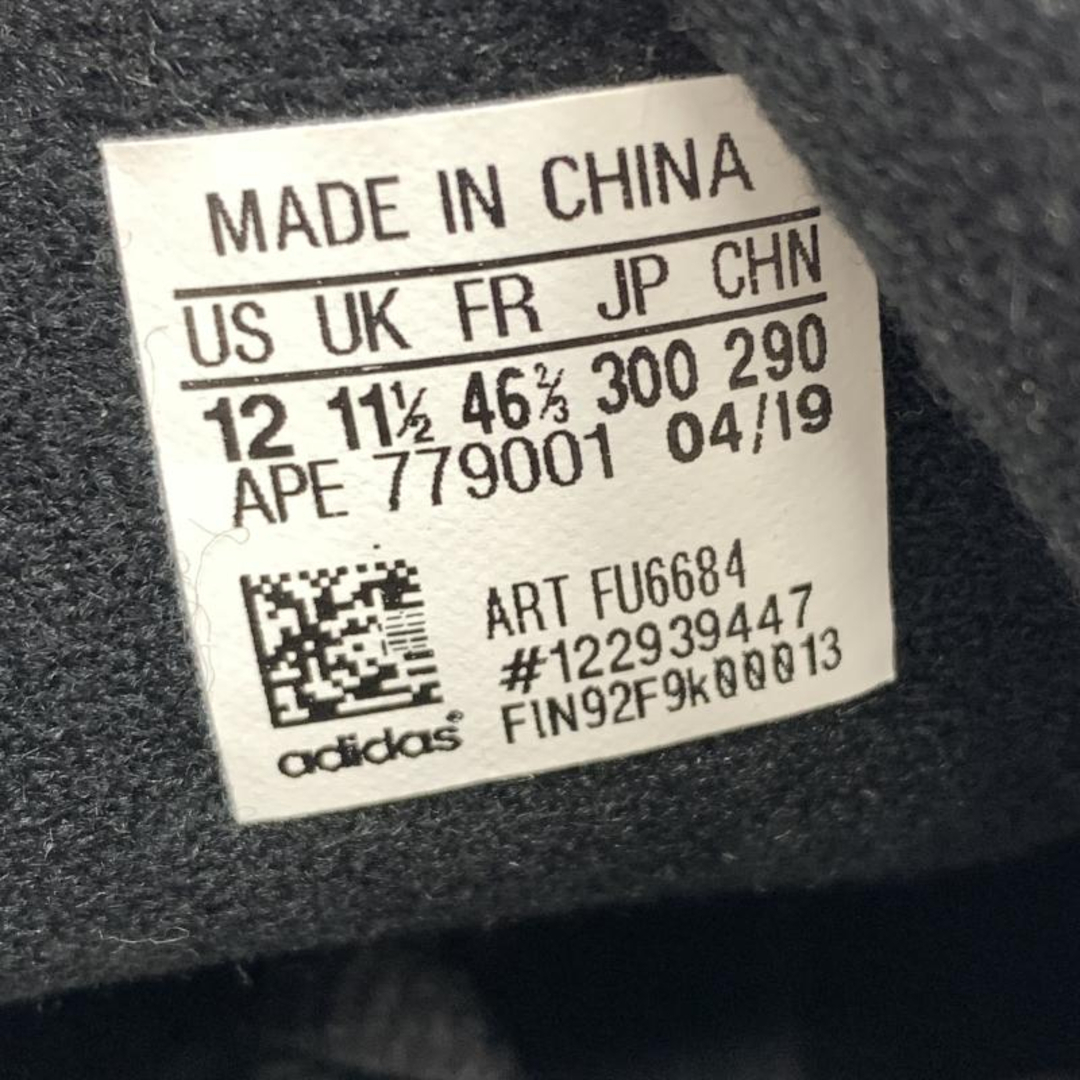 MADE IN CHINA
US UK FR JP CHN
12 11½ 46⅔ 300 290
APE 779001 04/19
ART FU6684
#122939447
FIN92F9K00013
adidas®